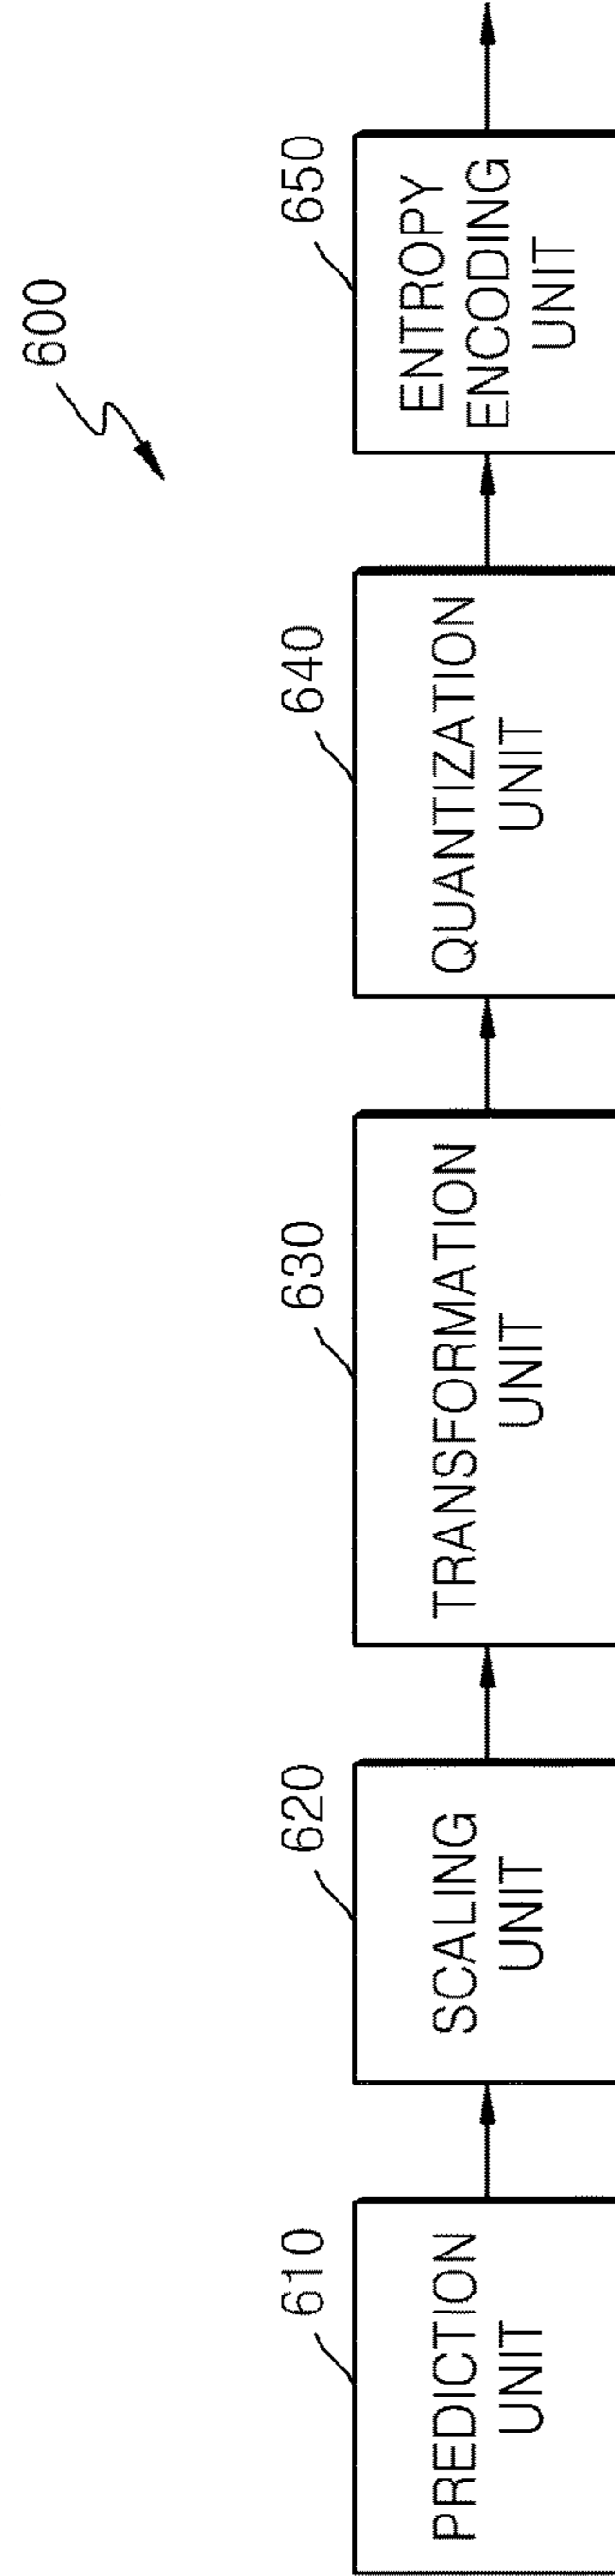 600
610
PREDICTION
UNIT
620
SCALING
UNIT
630
TRANSFORMATION
UNIT
640
QUANTIZATION
UNIT
650
ENTROPY
ENCODING
UNIT